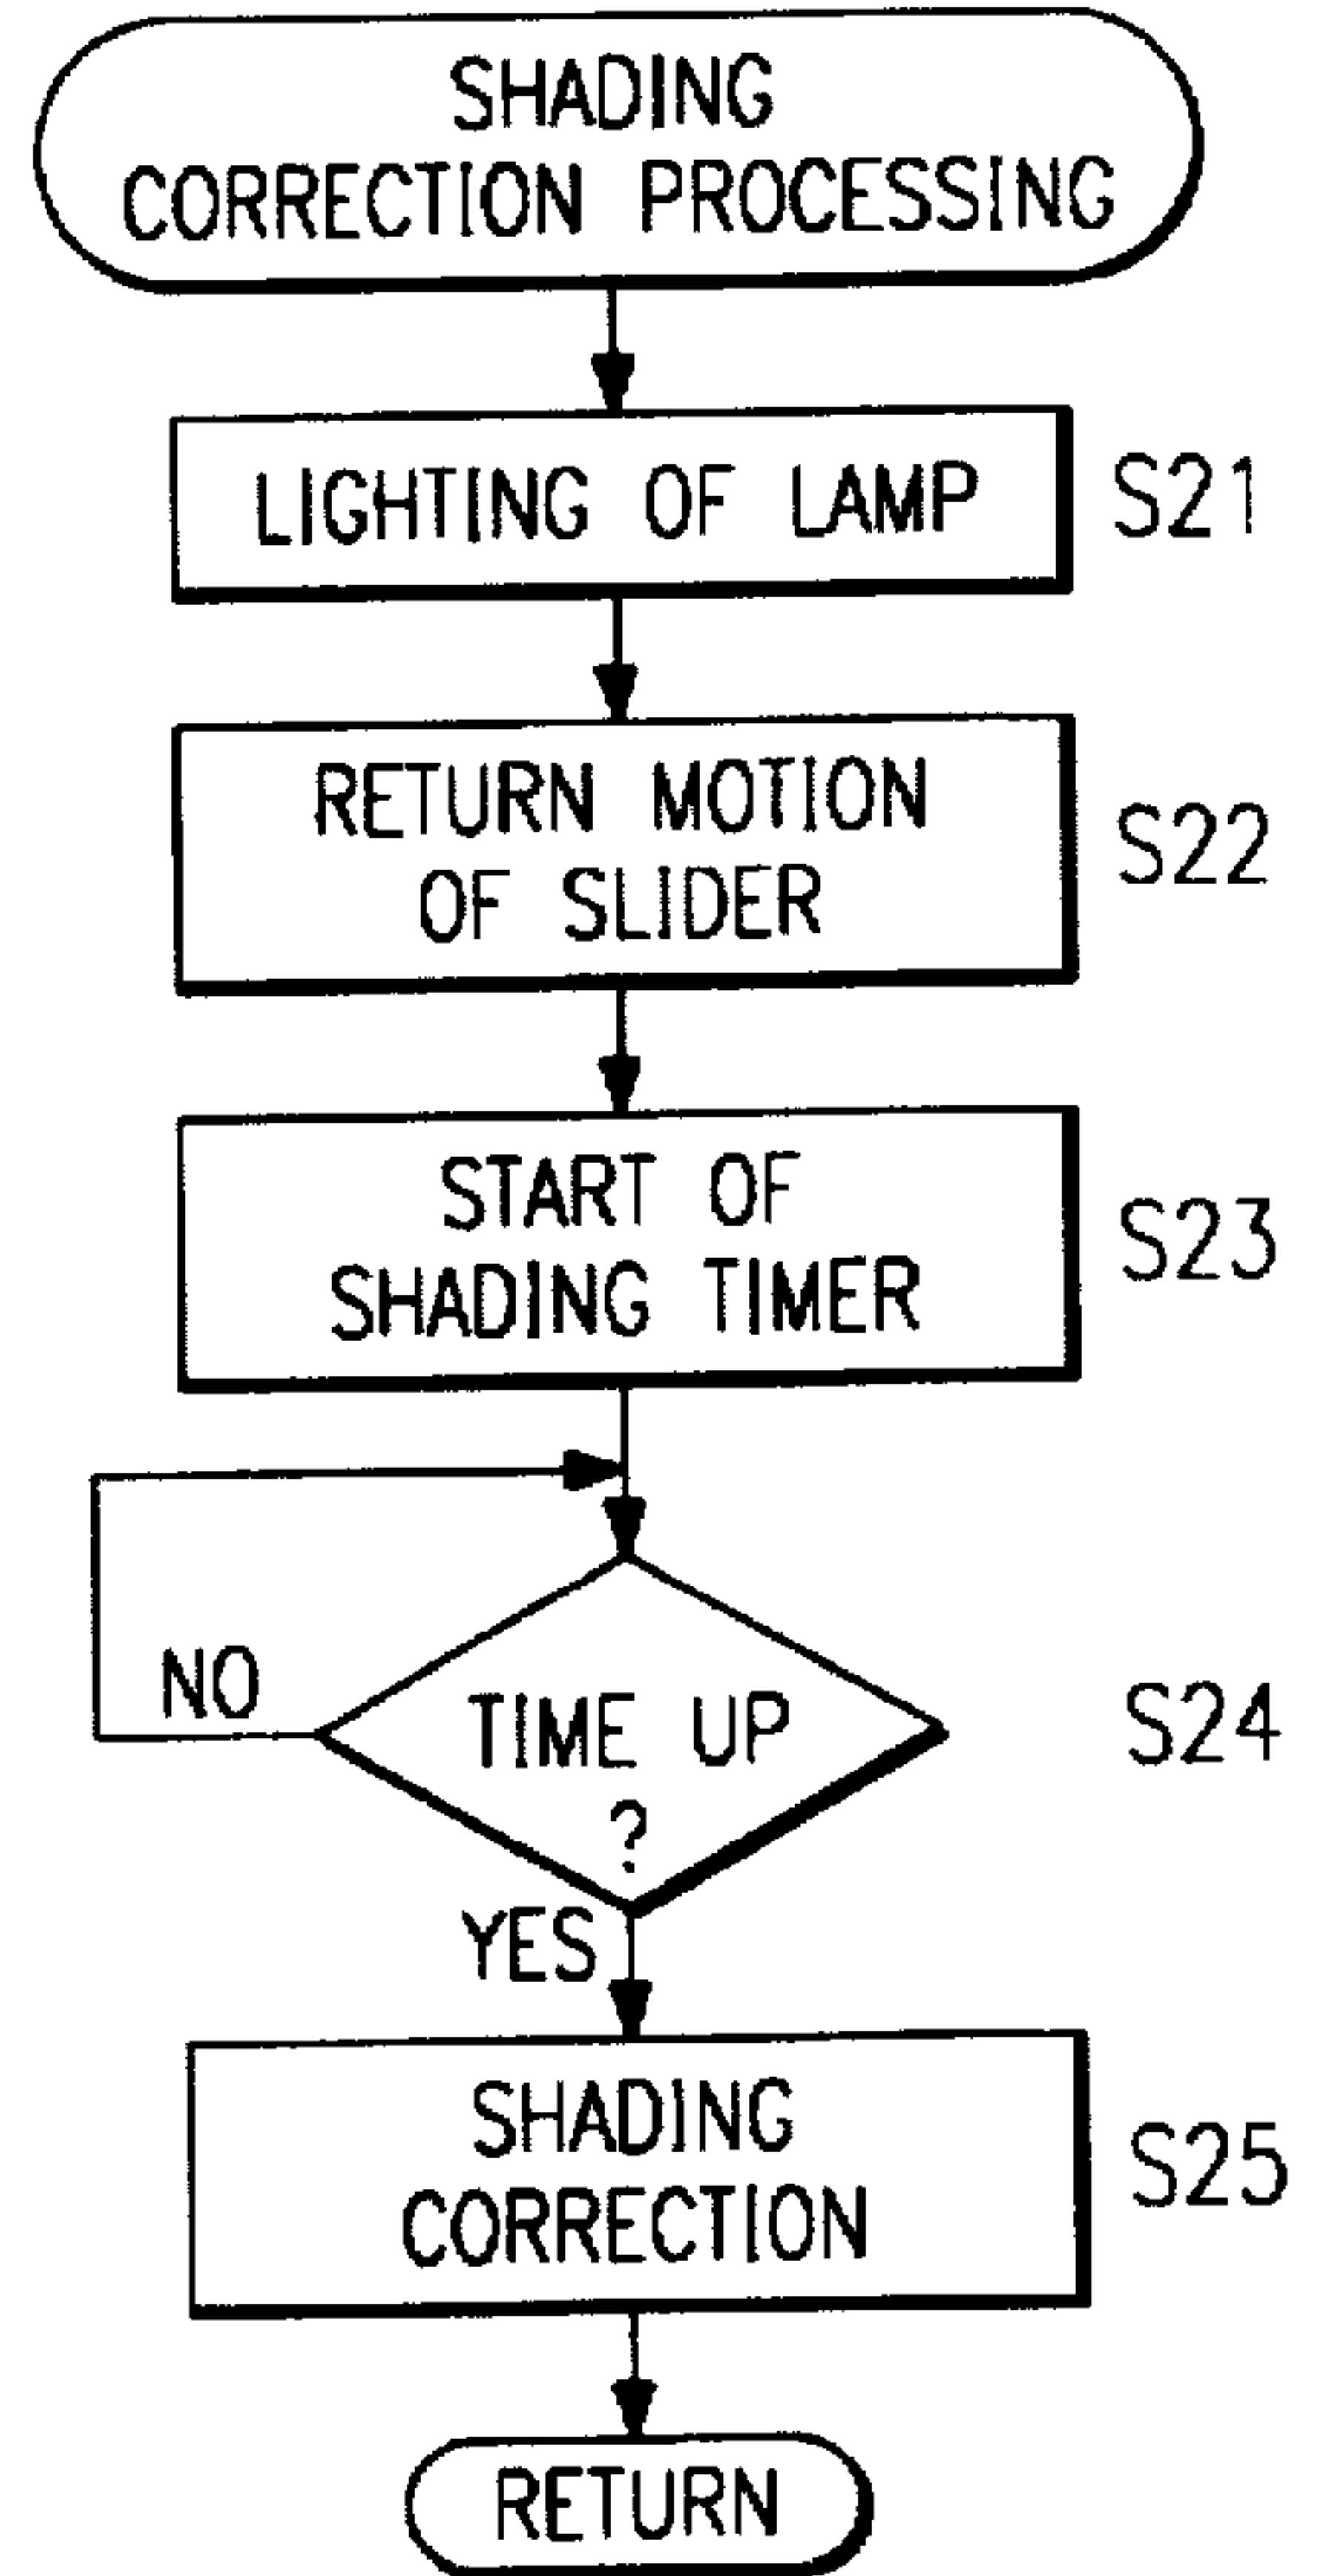 SHADING
CORRECTION PROCESSING
LIGHTING OF LAMP
S21
RETURN MOTION
OF SLIDER
S22
START OF
SHADING TIMER
S23
NO
TIME UP
?
S24
YES
SHADING
CORRECTION
S25
RETURN